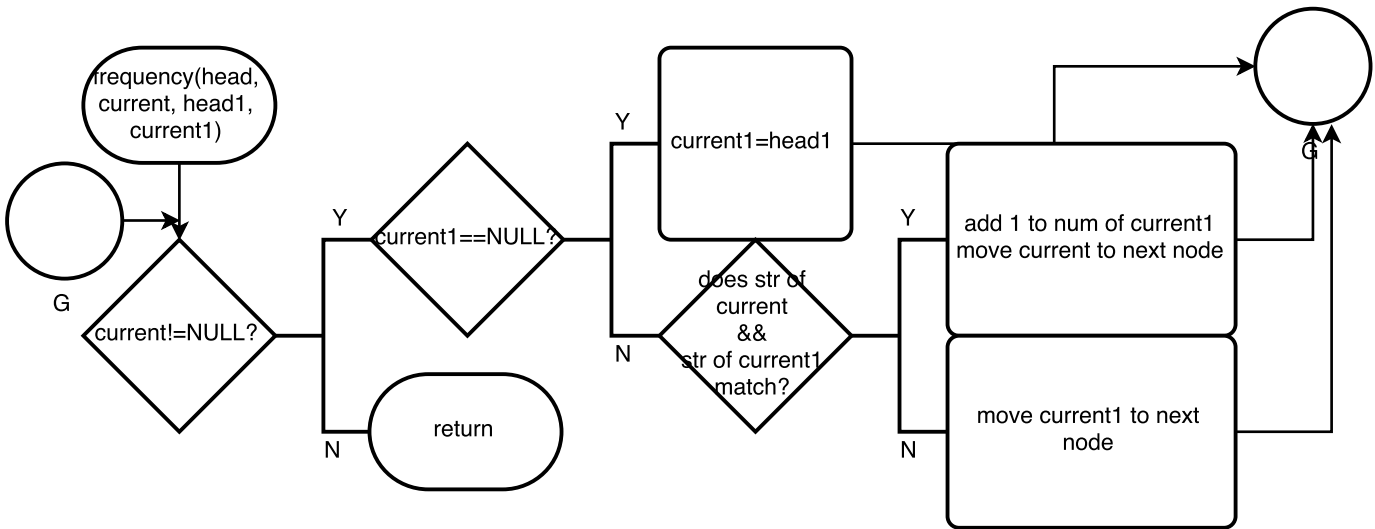 frequency(head,
current, head1,
current1)
G
current!=NULL?
Y
N
current1==NULL?
return
Y
N
current1=head1
does str of
current
&&
str of current1
match?
Y
N
add 1 to num of current1
move current to next node
move current1 to next
node
G